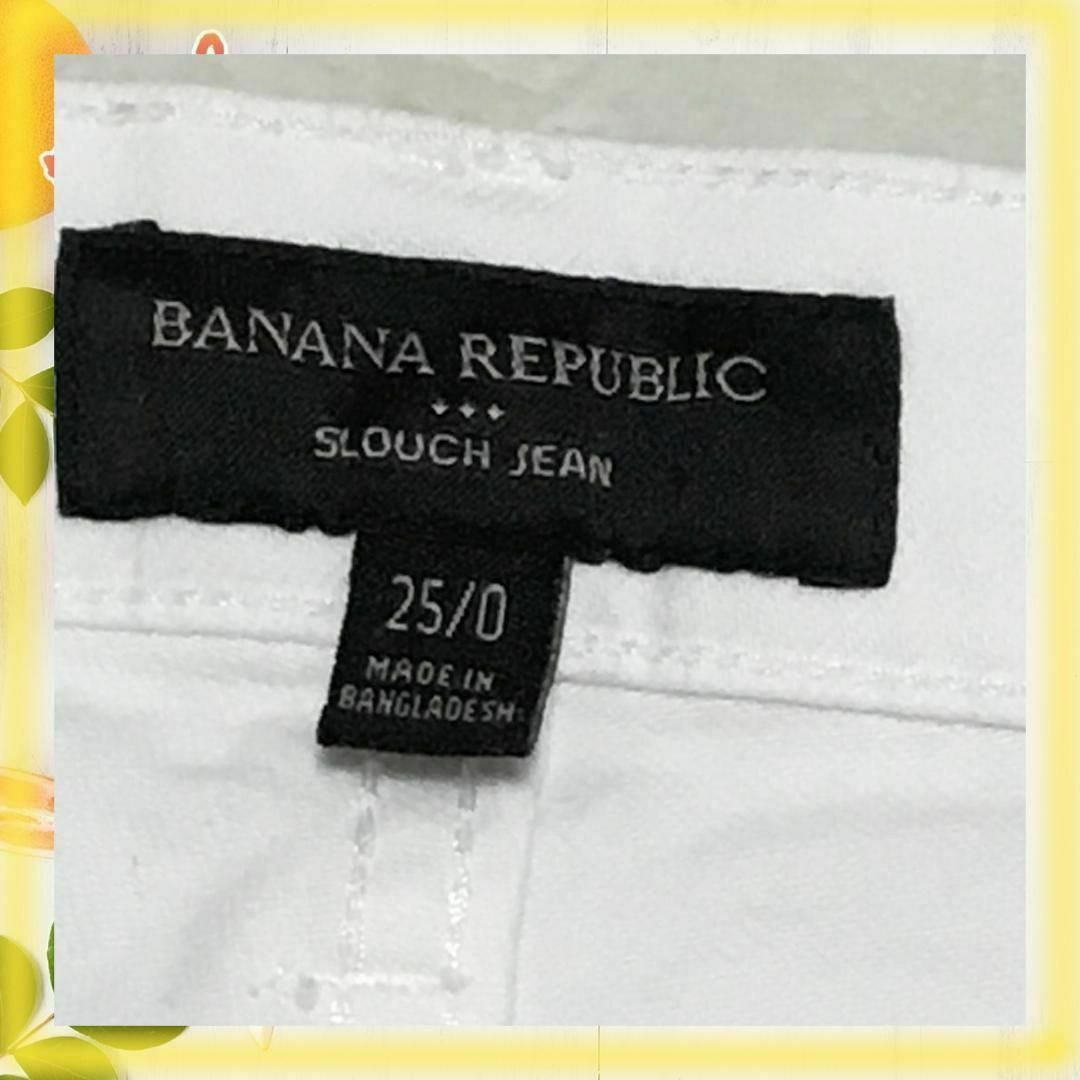 BANANA REPUBLIC
SLOUCH JEAN
25/0
MADE IN
BANGLADESH